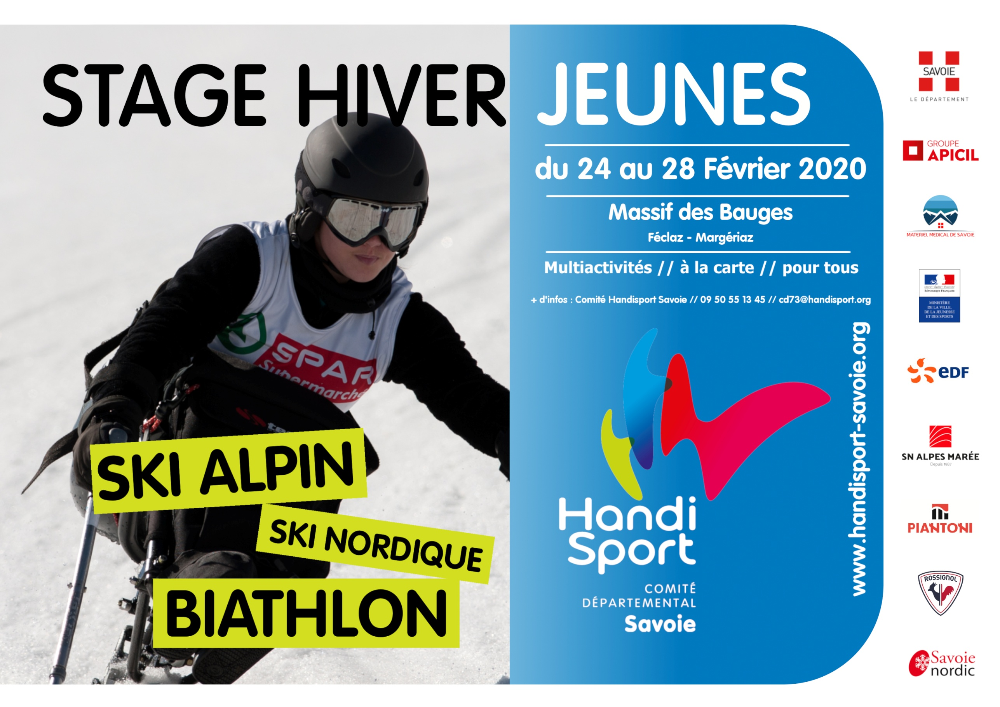 STAGE HIVER JEUNES
du 24 au 28 Février 2020
Massif des Bauges
Féclaz - Margériaz
Multiactivités // à la carte // pour tous
+ d'infos : Comité Handisport Savoie // 09 50 55 13 45 // cd73@handisport.org
www.handisport-savoie.org
SPAR
Supermarché
SKI ALPIN
SKI NORDIQUE
BIATHLON
Handi
Sport
COMITÉ
DÉPARTEMENTAL
Savoie
SAVOIE
LE DÉPARTEMENT
GROUPE
APICIL
MATERIEL MEDICAL DE SAVOIE
Liberté • Égalité • Fraternité
RÉPUBLIQUE FRANÇAISE
MINISTÈRE
DE LA VILLE,
DE LA JEUNESSE
ET DES SPORTS
eDF
SN ALPES MARÉE
Depuis 1987
PIANTONI
ROSSIGNOL
Savoie
nordic